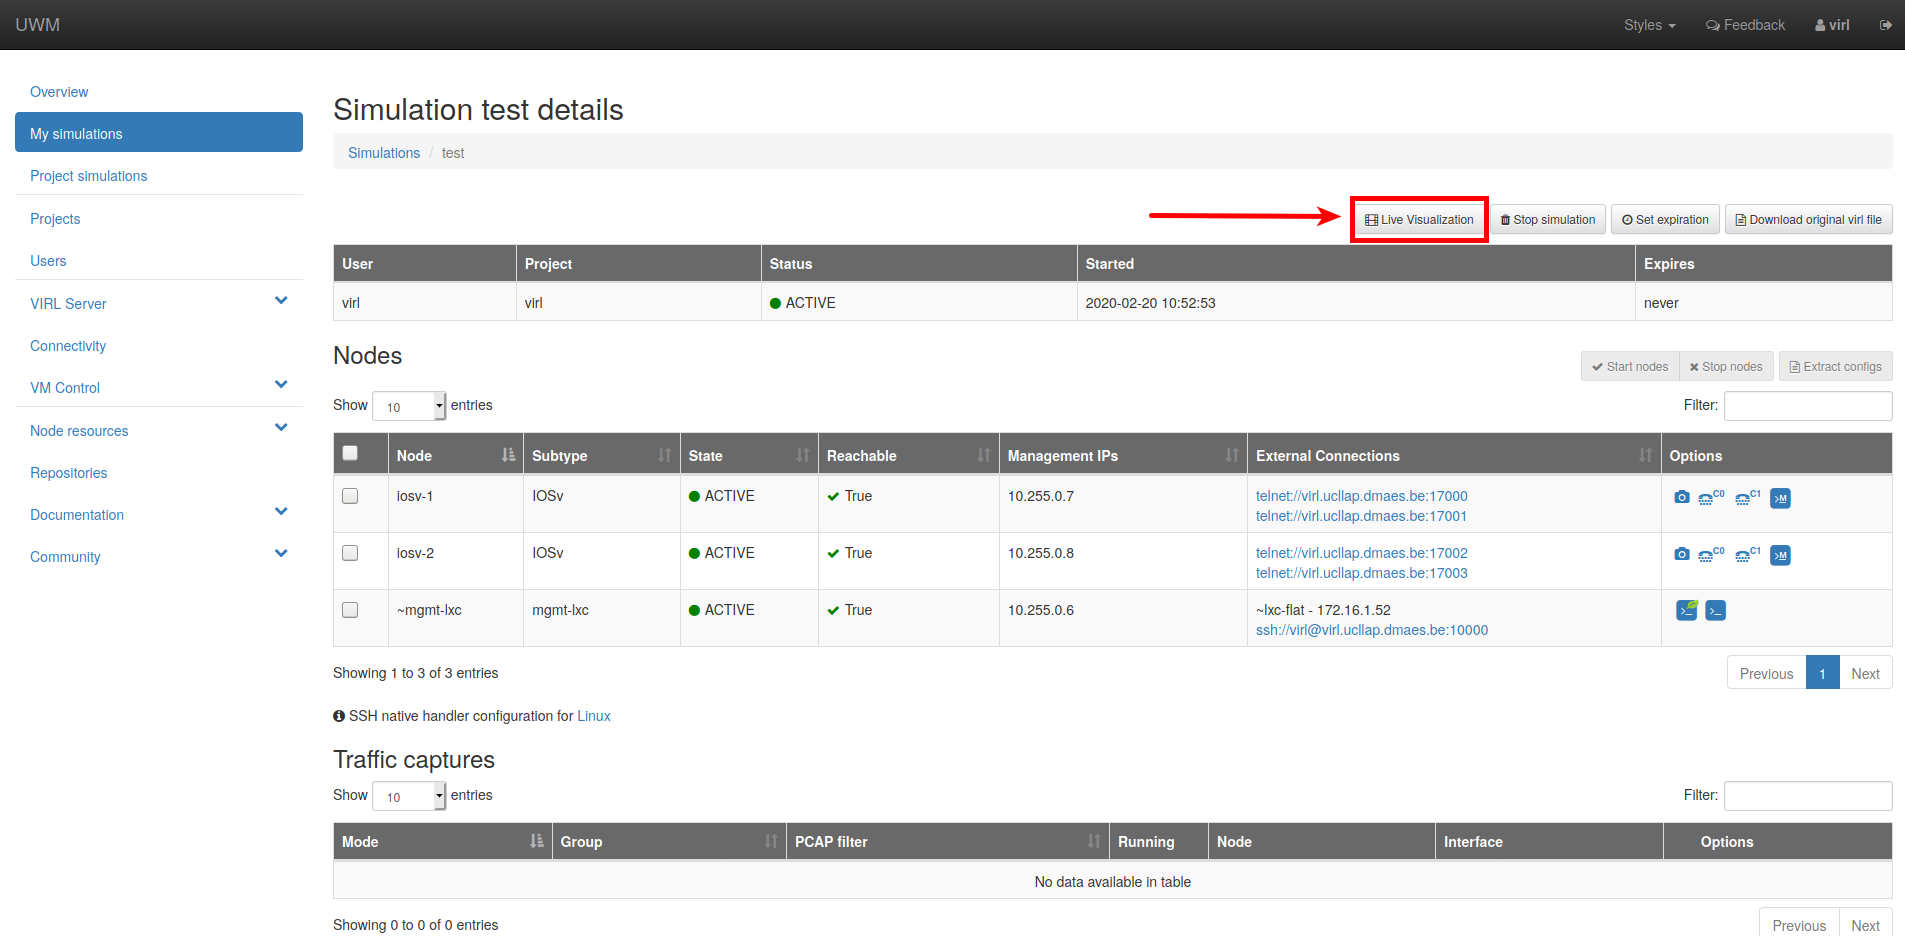 UWM
Styles
Feedback
virl
Overview
My simulations
Project simulations
Projects
Users
VIRL Server
Connectivity
VM Control
Node resources
Repositories
Documentation
Community
Simulation test details
Simulations / test
Live Visualization
Stop simulation
Set expiration
Download original virl file
User Project Status Started Expires
virl virl ACTIVE 2020-02-20 10:52:53 never
Nodes
Start nodes
Stop nodes
Extract configs
Show 10 entries
Filter:
Node Subtype State Reachable Management IPs External Connections Options
iosv-1 IOSv ACTIVE True 10.255.0.7 telnet://virl.ucllap.dmaes.be:17000 C0 C1 >M
telnet://virl.ucllap.dmaes.be:17001
iosv-2 IOSv ACTIVE True 10.255.0.8 telnet://virl.ucllap.dmaes.be:17002 C0 C1 >M
telnet://virl.ucllap.dmaes.be:17003
~mgmt-lxc mgmt-lxc ACTIVE True 10.255.0.6 ~lxc-flat - 172.16.1.52
ssh://virl@virl.ucllap.dmaes.be:10000
Showing 1 to 3 of 3 entries
Previous 1 Next
SSH native handler configuration for Linux
Traffic captures
Show 10 entries
Filter:
Mode Group PCAP filter Running Node Interface Options
No data available in table
Showing 0 to 0 of 0 entries
Previous Next